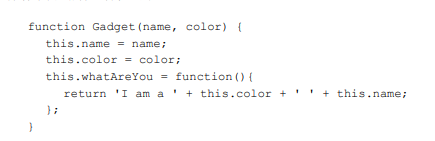 function Gadget(name, color) {
this.name = name;
this.color = color;
this.whatAreYou = function(){
return 'I am a ' + this.color + ' ' + this.name;
};
}